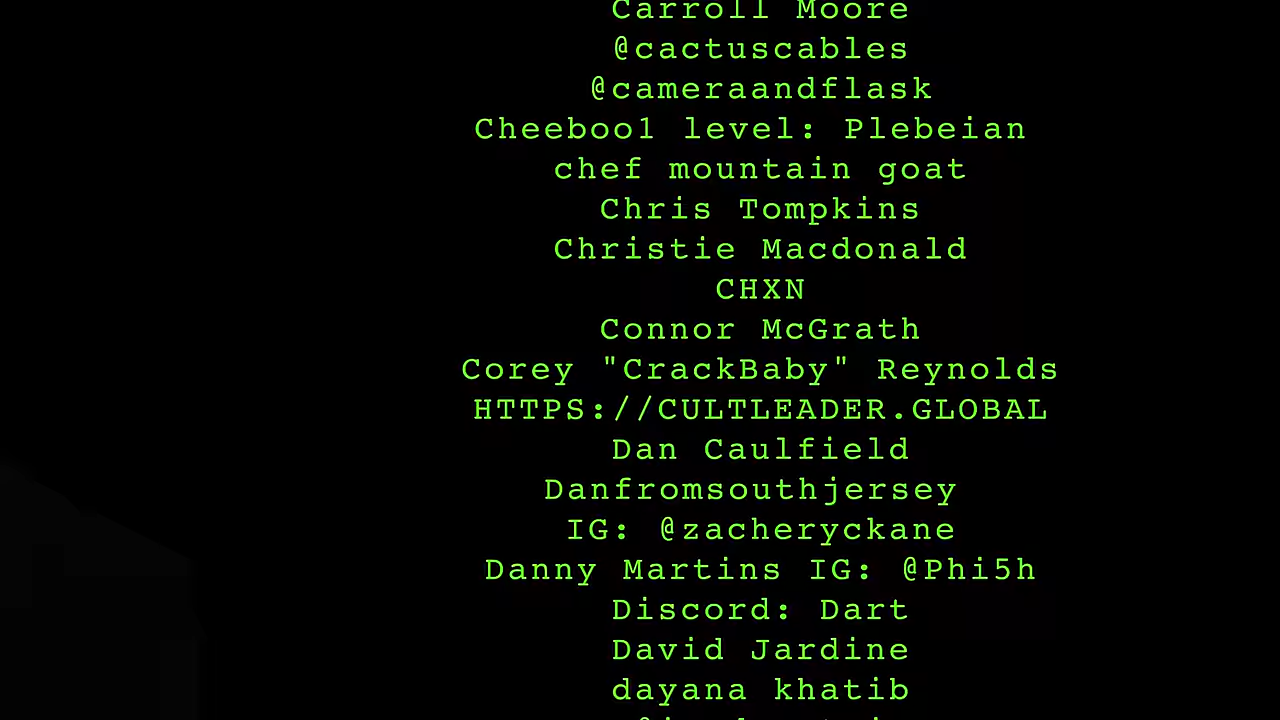 Carroll Moore
@cactuscables
@cameraandflask
Cheeboo1 level: Plebeian
chef mountain goat
Chris Tompkins
Christie Macdonald
CHXN
Connor McGrath
Corey "CrackBaby" Reynolds
HTTPS://CULTLEADER.GLOBAL
Dan Caulfield
Danfromsouthjersey
IG: @zacheryckane
Danny Martins IG: @Phi5h
Discord: Dart
David Jardine
dayana khatib